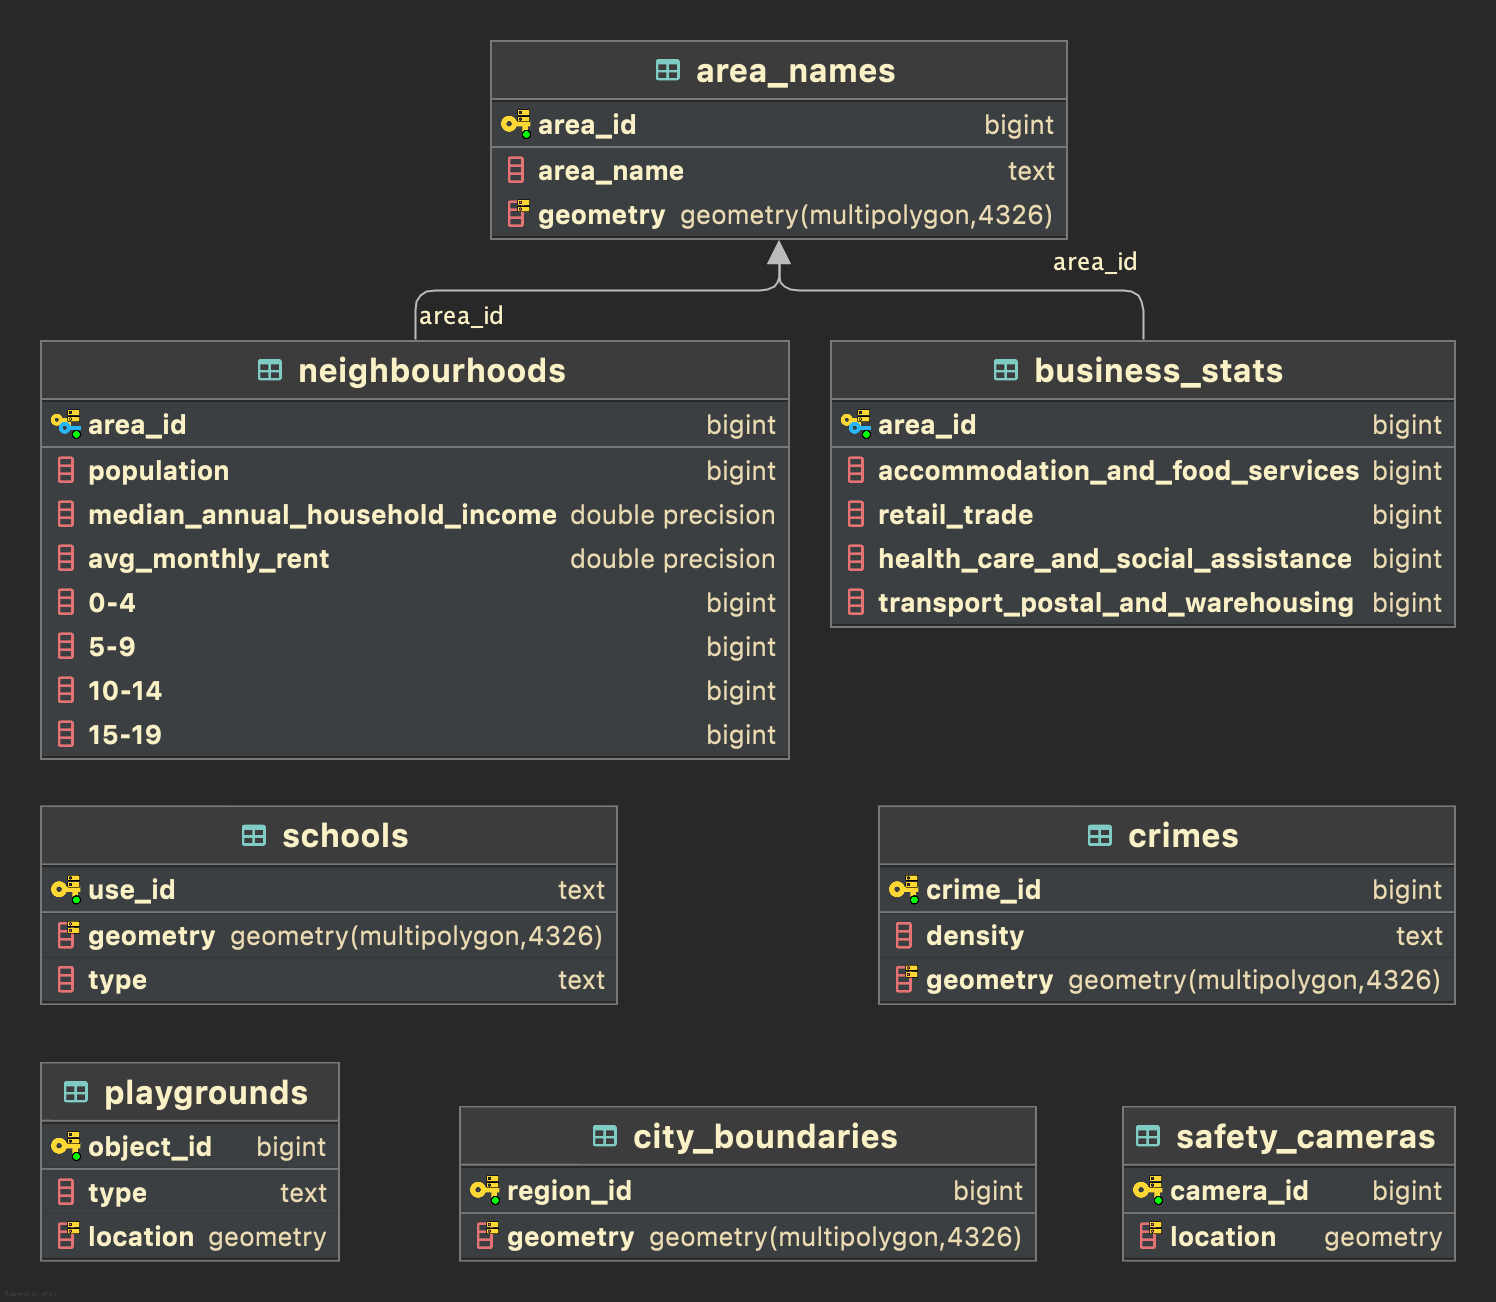 area_names
area_id bigint
area_name text
geometry geometry(multipolygon,4326)
area_id
area_id
neighbourhoods
area_id bigint
population bigint
median_annual_household_income double precision
avg_monthly_rent double precision
0-4 bigint
5-9 bigint
10-14 bigint
15-19 bigint
business_stats
area_id bigint
accommodation_and_food_services bigint
retail_trade bigint
health_care_and_social_assistance bigint
transport_postal_and_warehousing bigint
schools
use_id text
geometry geometry(multipolygon,4326)
type text
crimes
crime_id bigint
density text
geometry geometry(multipolygon,4326)
playgrounds
object_id bigint
type text
location geometry
city_boundaries
region_id bigint
geometry geometry(multipolygon,4326)
safety_cameras
camera_id bigint
location geometry